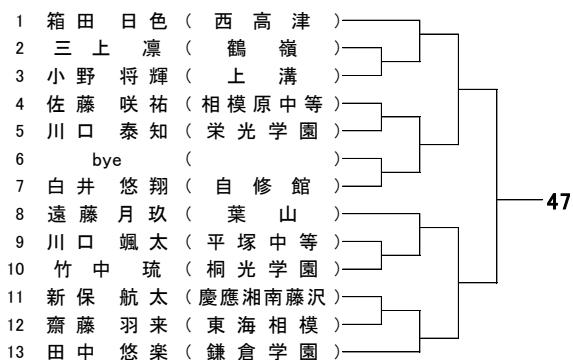 1 箱田 日色 ( 西高津 )
2 三上 凛 ( 鶴嶺 )
3 小野 将輝 ( 上溝 )
4 佐藤 咲祐 ( 相模原中等 )
5 川口 泰知 ( 栄光学園 )
6 bye ( )
7 白井 悠翔 ( 自修館 )
8 遠藤 月玖 ( 葉山 )
9 川口 颯太 ( 平塚中等 )
10 竹中 琉 ( 桐光学園 )
11 新保 航太 ( 慶應湘南藤沢 )
12 齋藤 羽来 ( 東海相模 )
13 田中 悠楽 ( 鎌倉学園 )
47